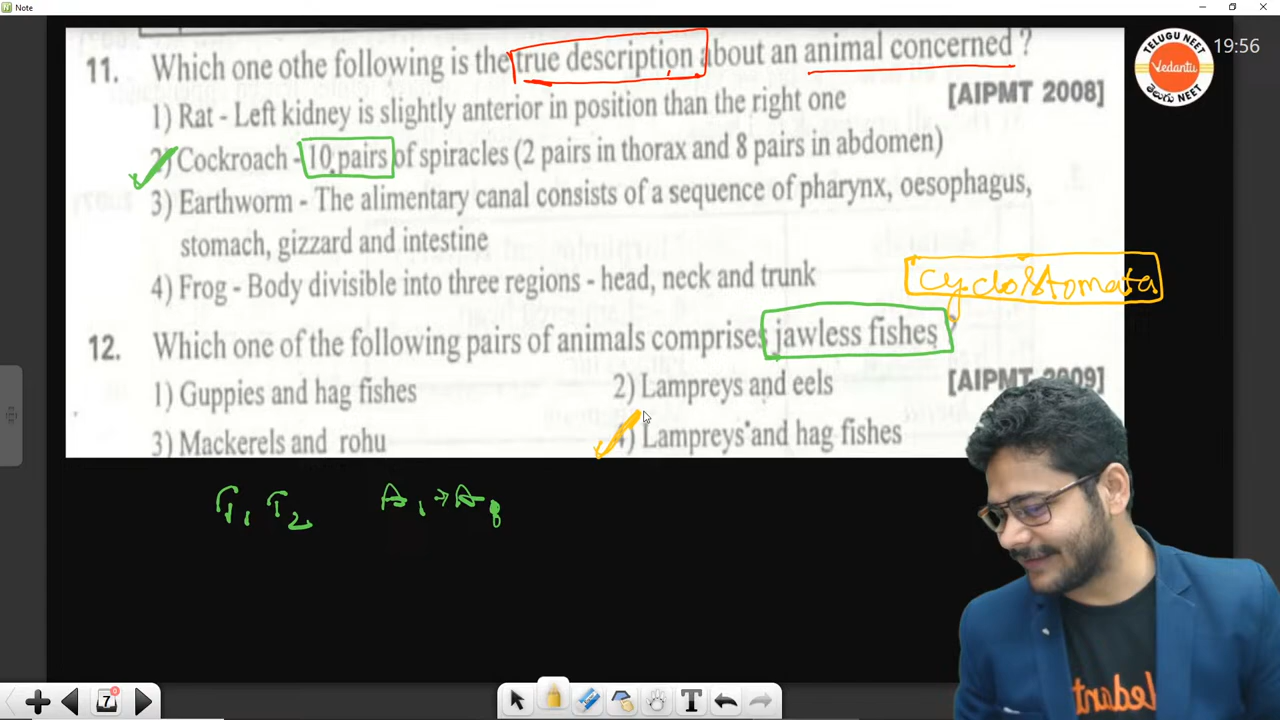 Note
19:56
TELUGU NEET
Vedantu
తెలుగు NEET
11. Which one othe following is the true description about an animal concerned ?
[AIPMT 2008]
1) Rat - Left kidney is slightly anterior in position than the right one
2) Cockroach - 10 pairs of spiracles (2 pairs in thorax and 8 pairs in abdomen)
3) Earthworm - The alimentary canal consists of a sequence of pharynx, oesophagus,
stomach, gizzard and intestine
4) Frog - Body divisible into three regions - head, neck and trunk
Cyclostomata
12. Which one of the following pairs of animals comprises jawless fishes ?
[AIPMT 2009]
1) Guppies and hag fishes 2) Lampreys and eels
3) Mackerels and rohu 4) Lampreys and hag fishes
T1 T2 A1 → A8
7
T
Vedantu